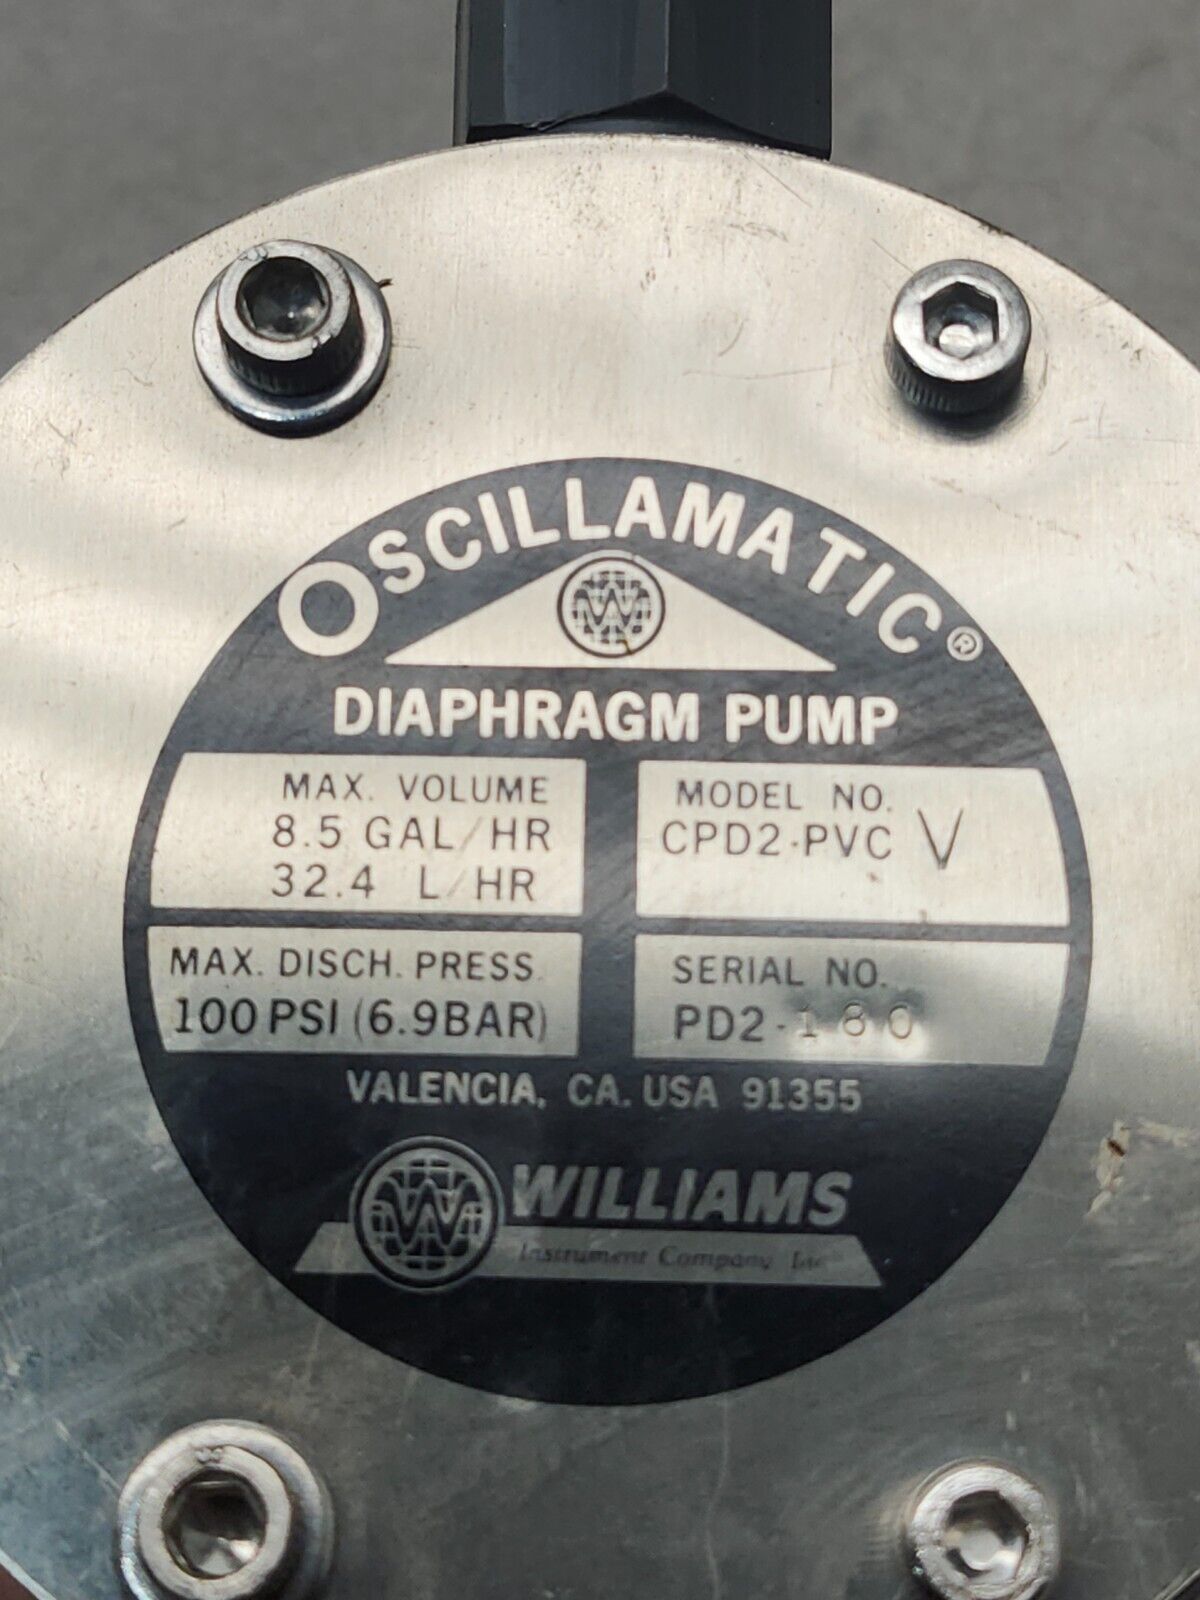 OSCILLAMATIC®
DIAPHRAGM PUMP
MAX. VOLUME
8.5 GAL/HR
32.4 L/HR
MODEL NO.
CPD2-PVC V
MAX. DISCH. PRESS.
100 PSI (6.9BAR)
SERIAL NO.
PD2-180
VALENCIA, CA. USA 91355
W WILLIAMS
Instrument Company, Inc.